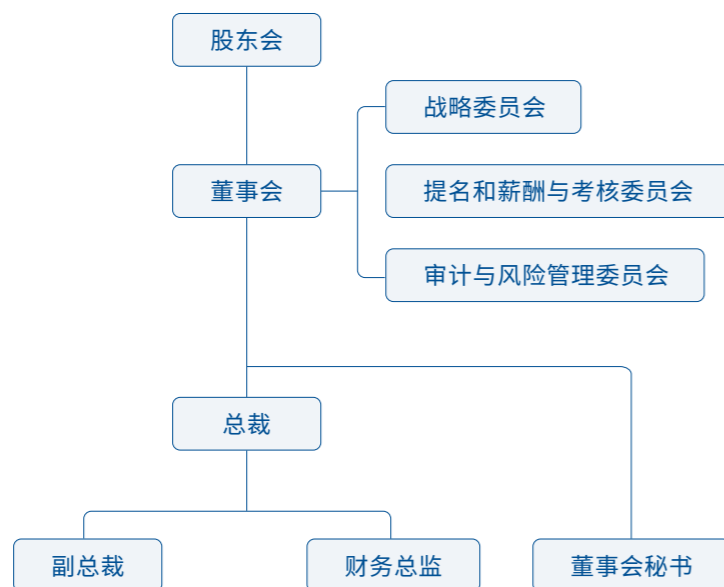 股东会
战略委员会
董事会
提名和薪酬与考核委员会
审计与风险管理委员会
总裁
副总裁
财务总监
董事会秘书